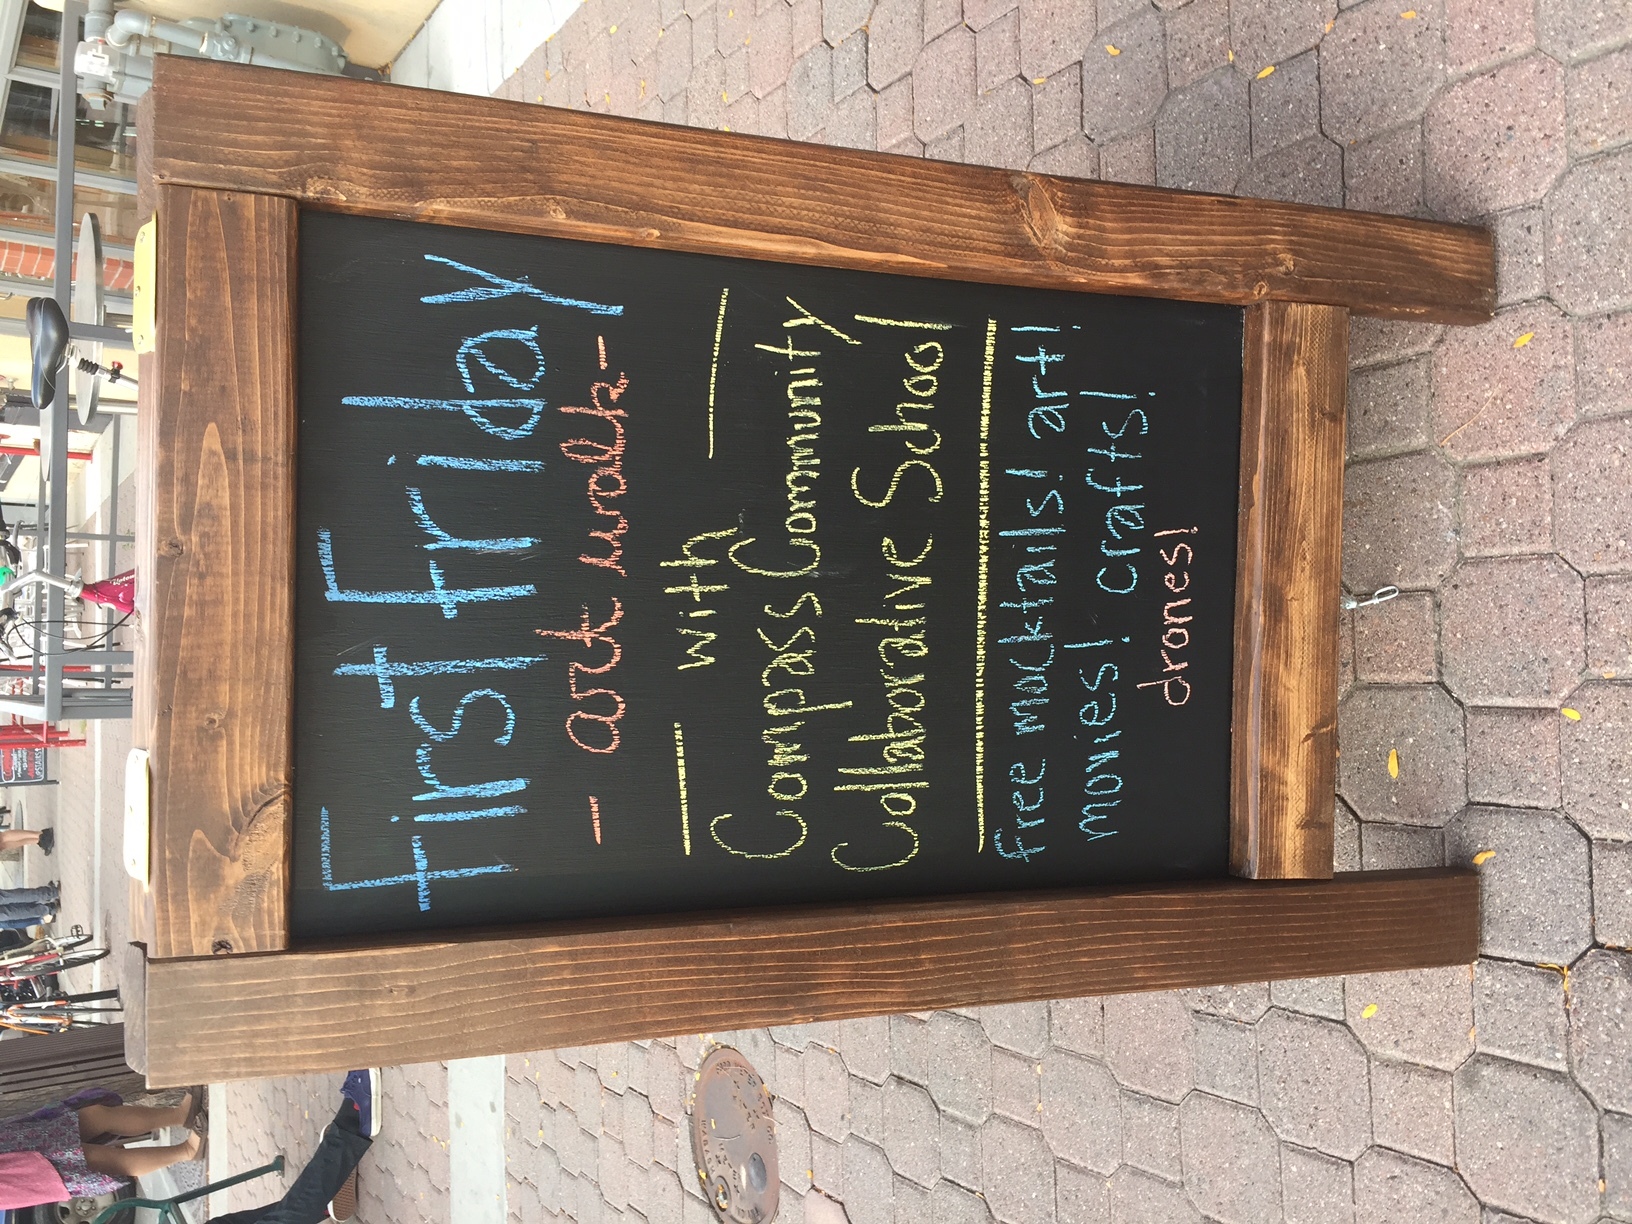 First Friday
- art walk -
with
Compass Community
Collaborative School
free mocktails! art!
movies! crafts!
drones!